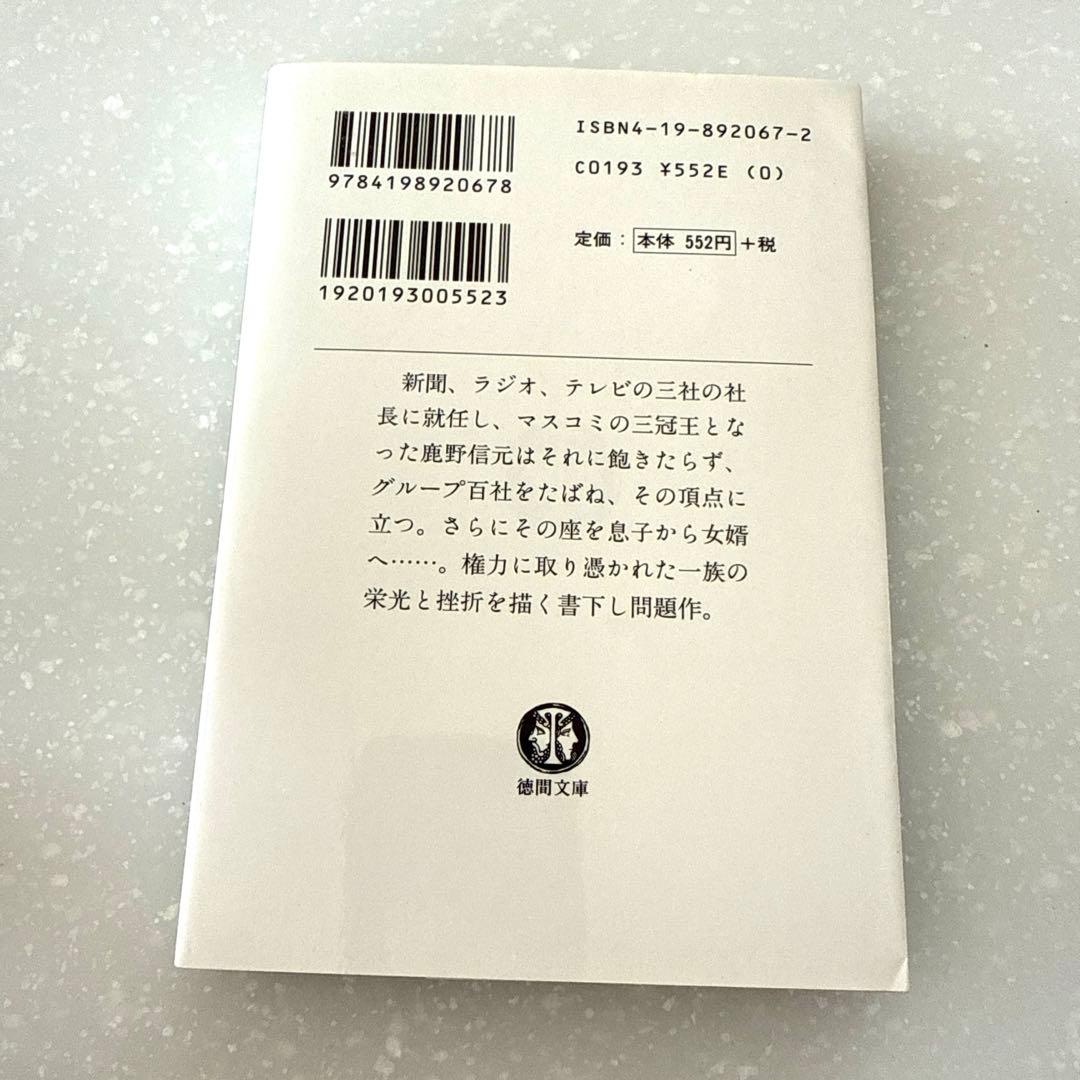 9784198920678
ISBN4-19-892067-2
C0193 ¥552E (0)
1920193005523
定価：本体 552円＋税
新聞、ラジオ、テレビの三社の社
長に就任し、マスコミの三冠王とな
った鹿野信元はそれに飽きたらず、
グループ百社をたばね、その頂点に
立つ。さらにその座を息子から女婿
へ……。権力に取り憑かれた一族の
栄光と挫折を描く書下し問題作。
徳間文庫